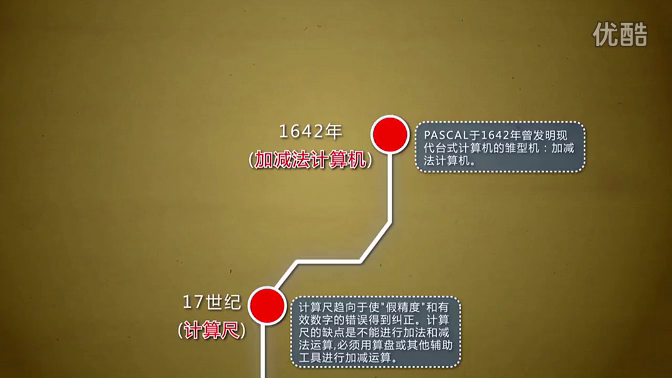 优酷
1642年
(加减法计算机)
PASCAL于1642年曾发明现
代台式计算机的雏型机：加减
法计算机。
17世纪
(计算尺)
计算尺趋向于使"假精度"和有
效数字的错误得到纠正。计算
尺的缺点是不能进行加法和减
法运算,必须用算盘或其他辅助
工具进行加减运算。